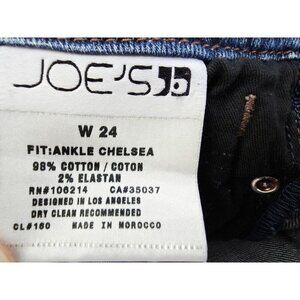 JOE'S
W 24
FIT:ANKLE CHELSEA
98% COTTON / COTON
2% ELASTAN
RN#106214 CA#35037
DESIGNED IN LOS ANGELES
DRY CLEAN RECOMMENDED
CL#160 MADE IN MOROCCO